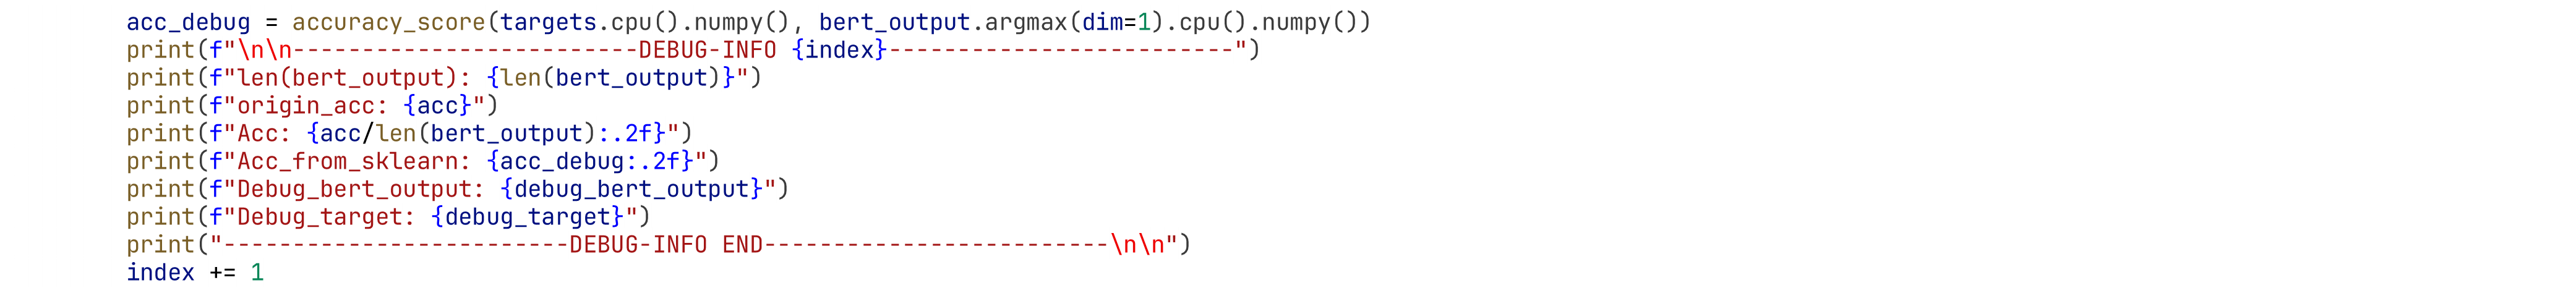 acc_debug = accuracy_score(targets.cpu().numpy(), bert_output.argmax(dim=1).cpu().numpy())
print(f"\n\n-------------------------DEBUG-INFO {index}-------------------------")
print(f"len(bert_output): {len(bert_output)}")
print(f"origin_acc: {acc}")
print(f"Acc: {acc/len(bert_output):.2f}")
print(f"Acc_from_sklearn: {acc_debug:.2f}")
print(f"Debug_bert_output: {debug_bert_output}")
print(f"Debug_target: {debug_target}")
print("-------------------------DEBUG-INFO END-------------------------\n\n")
index += 1